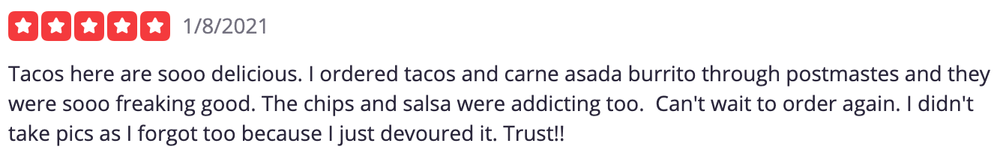 1/8/2021
Tacos here are sooo delicious. I ordered tacos and carne asada burrito through postmastes and they
were sooo freaking good. The chips and salsa were addicting too.  Can't wait to order again. I didn't
take pics as I forgot too because I just devoured it. Trust!!